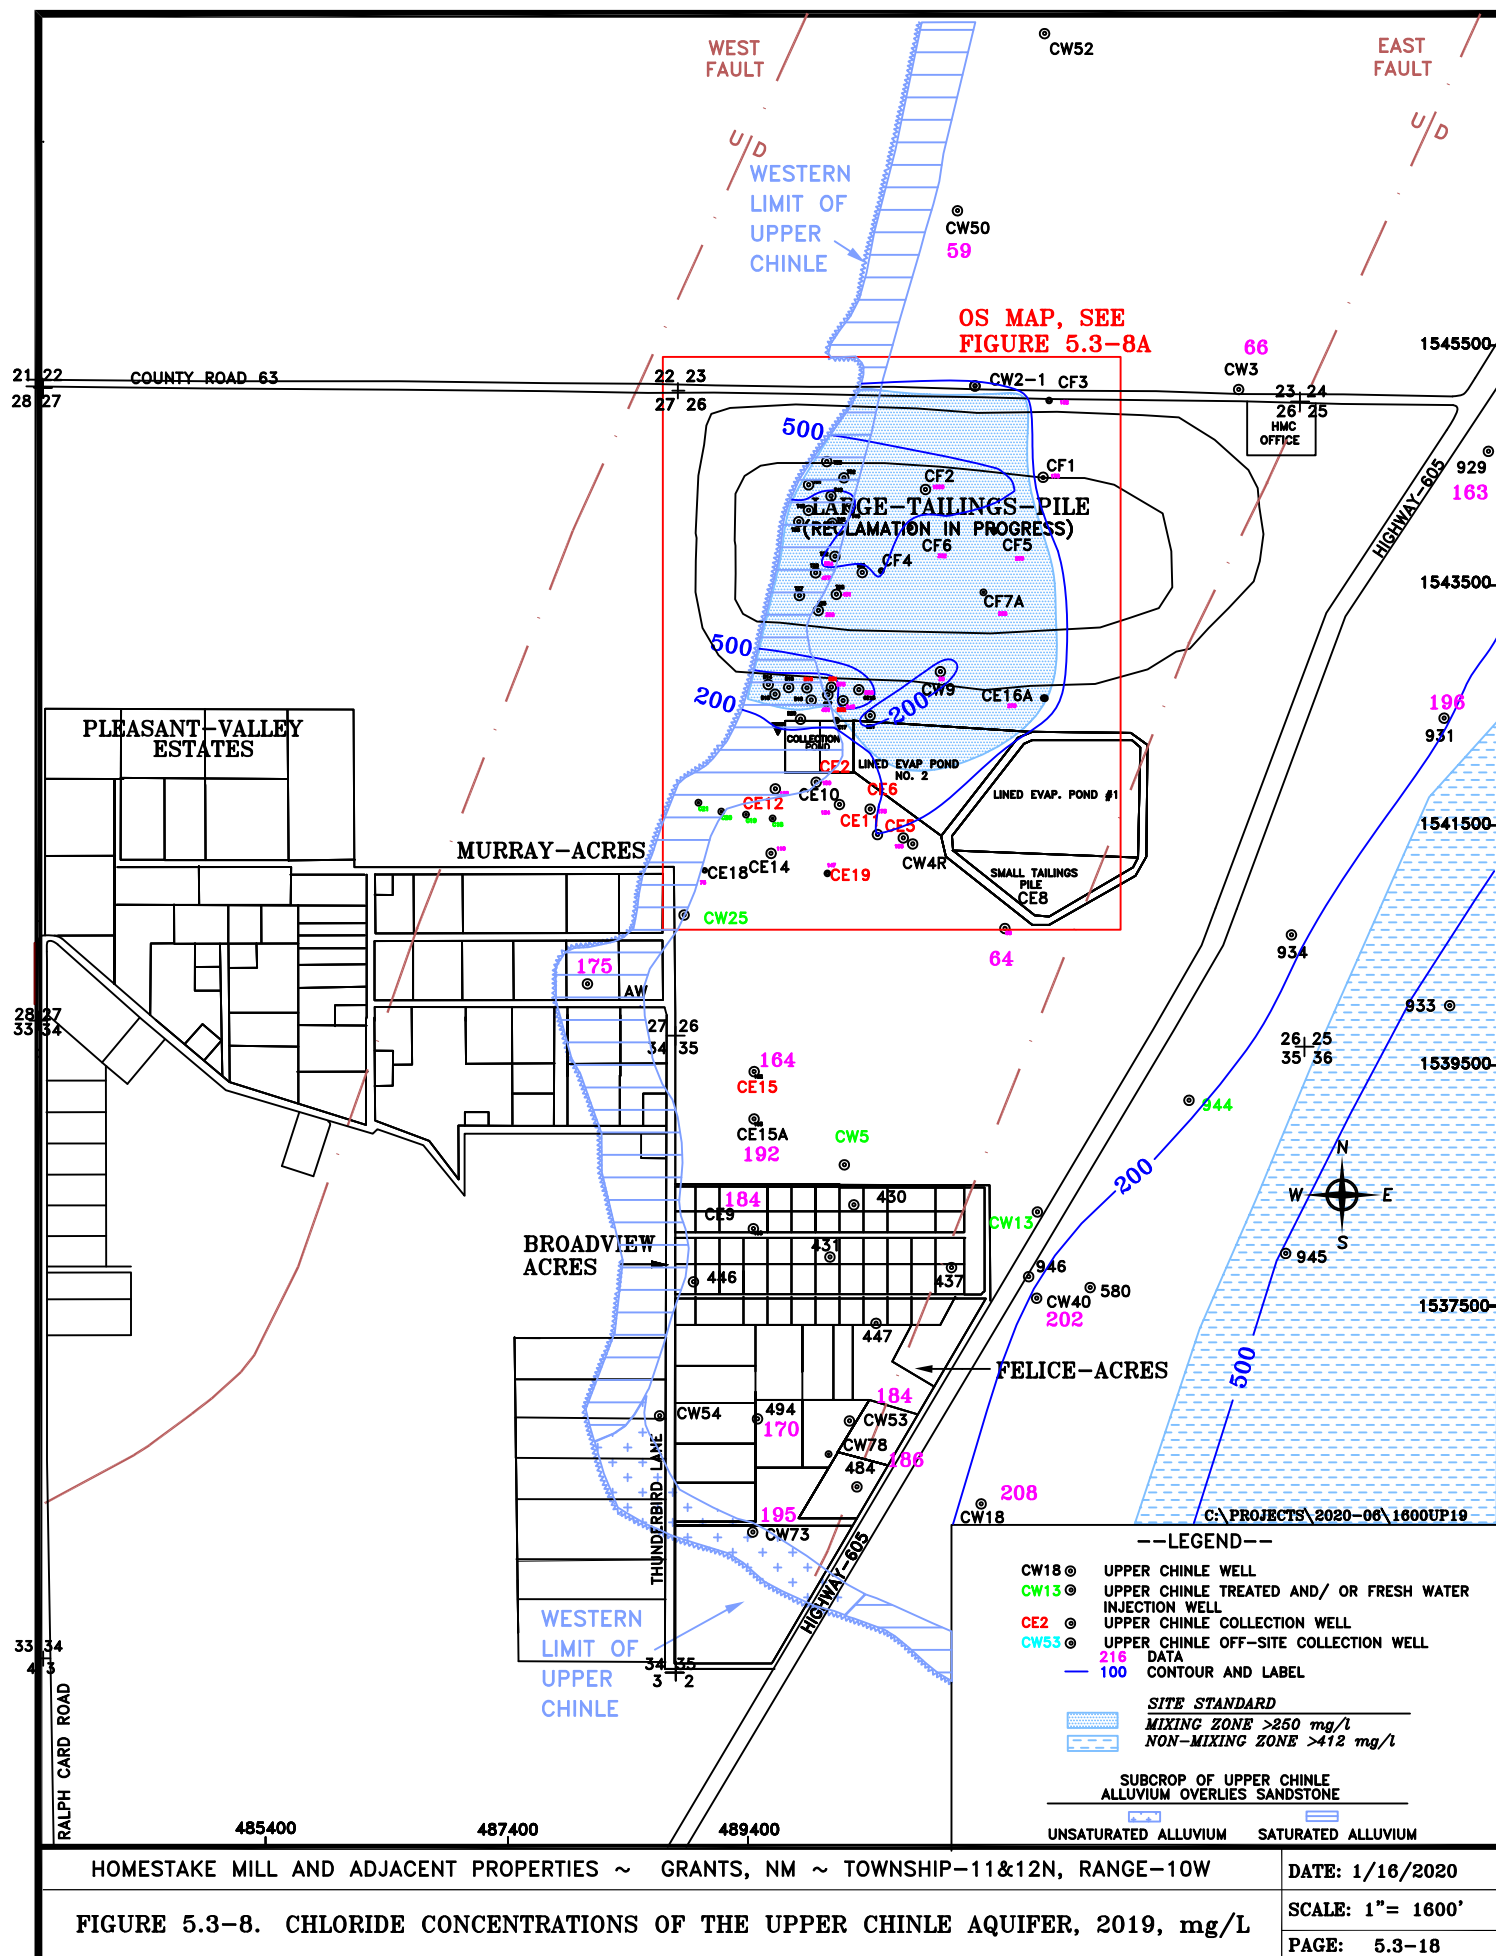 WEST
FAULT
EAST
FAULT
CW52
U/D
U/D
WESTERN
LIMIT OF
UPPER
CHINLE
CW50
59
OS MAP, SEE
FIGURE 5.3-8A
66
CW3
1545500
21 22
28 27
COUNTY ROAD 63
22 23
27 26
CW2-1
CF3
23 24
26 25
HMC
OFFICE
500
929
163
CF1
CF2
LARGE-TAILINGS-PILE
(RECLAMATION IN PROGRESS)
HIGHWAY-605
CF6
CF5
CF4
1543500
CF7A
500
CW9
CE16A
200
200
196
931
PLEASANT-VALLEY
ESTATES
COLLECTION
POND
LINED EVAP POND
NO. 2
CE2
CE10
CE6
LINED EVAP. POND #1
CE12
CE11
CE5
1541500
MURRAY-ACRES
CE14
CW4R
CE18
CE19
SMALL TAILINGS
PILE
CE8
CW25
64
934
175
AW
933
28 27
33 34
27 26
34 35
26 25
35 36
164
CE15
1539500
944
CE15A
192
CW5
200
N
W E
S
184
CE9
430
CW13
BROADVIEW
ACRES
431
446
437
946
945
CW40
580
202
1537500
447
FELICE-ACRES
500
184
CW54
494
170
CW53
CW78
186
484
THUNDERBIRD LANE
208
CW18
195
CW73
HIGHWAY-605
C:\PROJECTS\2020-06\1600UP19
--LEGEND--
CW18 UPPER CHINLE WELL
CW13 UPPER CHINLE TREATED AND/ OR FRESH WATER
INJECTION WELL
CE2 UPPER CHINLE COLLECTION WELL
CW53 UPPER CHINLE OFF-SITE COLLECTION WELL
216 DATA
100 CONTOUR AND LABEL
SITE STANDARD
MIXING ZONE >250 mg/l
NON-MIXING ZONE >412 mg/l
SUBCROP OF UPPER CHINLE
ALLUVIUM OVERLIES SANDSTONE
UNSATURATED ALLUVIUM SATURATED ALLUVIUM
WESTERN
LIMIT OF
UPPER
CHINLE
33 34
4 3
34 35
3 2
RALPH CARD ROAD
485400
487400
489400
HOMESTAKE MILL AND ADJACENT PROPERTIES ~ GRANTS, NM ~ TOWNSHIP-11&12N, RANGE-10W
DATE: 1/16/2020
FIGURE 5.3-8. CHLORIDE CONCENTRATIONS OF THE UPPER CHINLE AQUIFER, 2019, mg/L
SCALE: 1"= 1600'
PAGE: 5.3-18